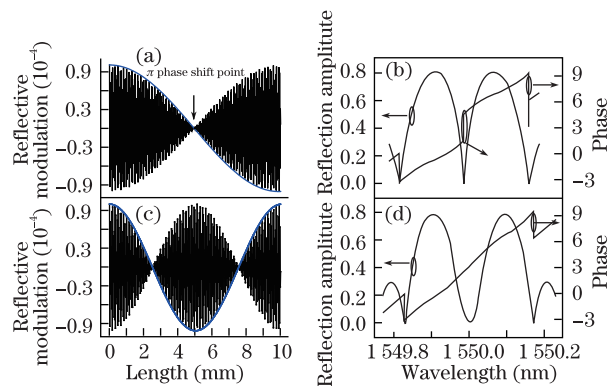 (a)
π phase shift point
Reflective
modulation (10⁻⁴)
0.9
0.3
−0.3
−0.9
(b)
Reflection amplitude
0.8
0.6
0.4
0.2
0.0
9
6
3
0
−3
Phase
(c)
Reflective
modulation (10⁻⁴)
0.9
0.3
−0.3
−0.9
0 2 4 6 8 10
Length (mm)
(d)
Reflection amplitude
0.8
0.6
0.4
0.2
0.0
9
6
3
0
−3
Phase
1 549.8 1 550.0 1 550.2
Wavelength (nm)